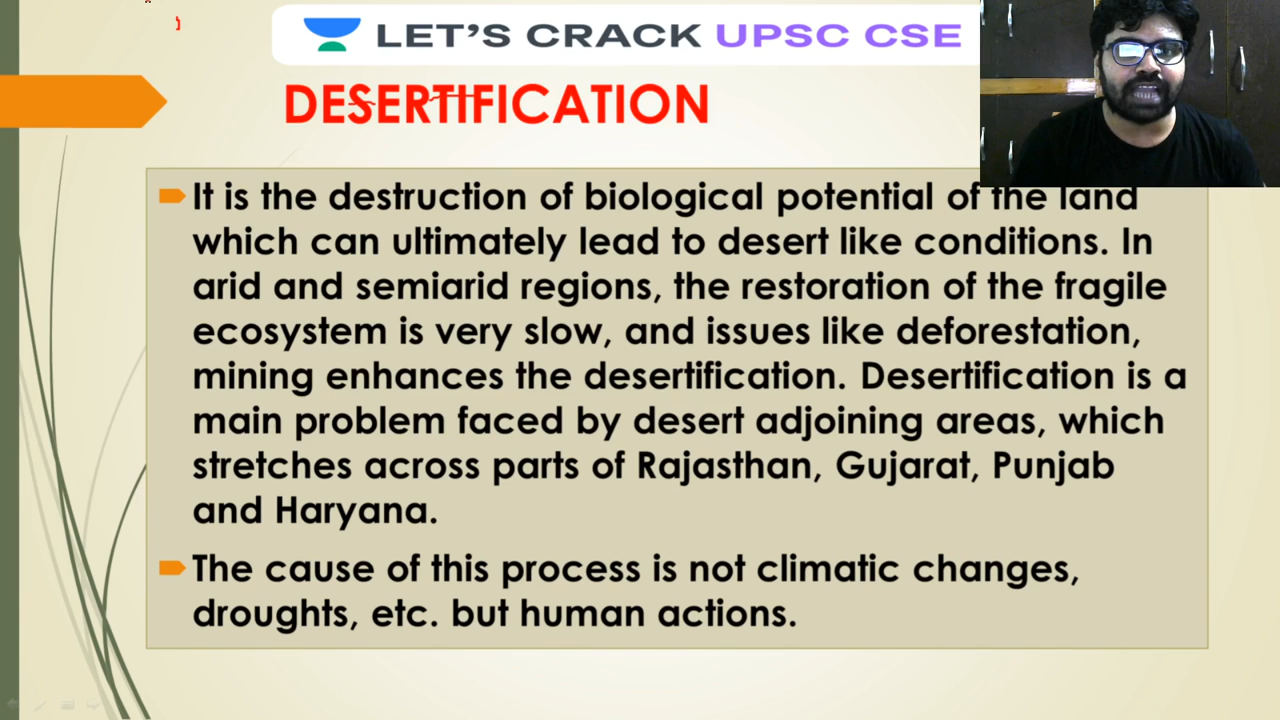 LET'S CRACK UPSC CSE
DESERTIFICATION
It is the destruction of biological potential of the land
which can ultimately lead to desert like conditions. In
arid and semiarid regions, the restoration of the fragile
ecosystem is very slow, and issues like deforestation,
mining enhances the desertification. Desertification is a
main problem faced by desert adjoining areas, which
stretches across parts of Rajasthan, Gujarat, Punjab
and Haryana.
The cause of this process is not climatic changes,
droughts, etc. but human actions.